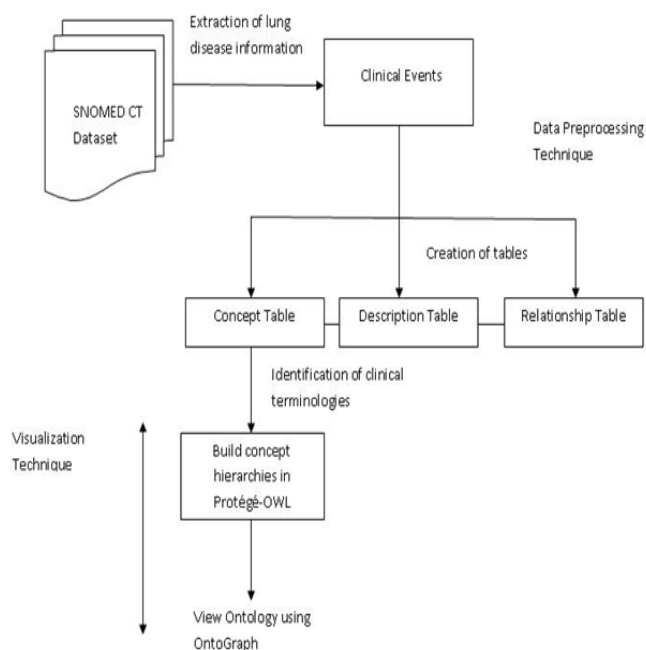 Extraction of lung
disease information
SNOMED CT
Dataset
Clinical Events
Data Preprocessing
Technique
Creation of tables
Concept Table
Description Table
Relationship Table
Identification of clinical
terminologies
Visualization
Technique
Build concept
hierarchies in
Protégé-OWL
View Ontology using
OntoGraph